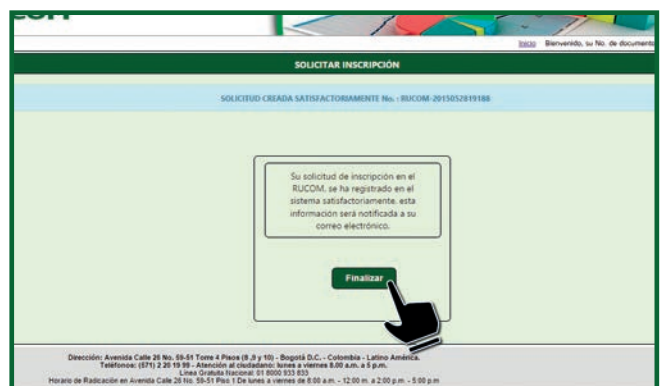 Inicio Bienvenido, su No. de documento
SOLICITAR INSCRIPCIÓN
SOLICITUD CREADA SATISFACTORIAMENTE No. : RUCOM-2015052819188
Su solicitud de inscripción en el
RUCOM, se ha registrado en el
sistema satisfactoriamente. esta
información será notificada a su
correo electrónico.
Finalizar
Dirección: Avenida Calle 26 No. 59-51 Torre 4 Pisos (8 ,9 y 10) - Bogotá D.C. - Colombia - Latino América.
Teléfonos: (571) 2 20 19 99 - Atención al ciudadano: lunes a viernes 8.00 a.m. a 5 p.m.
Línea Gratuita Nacional: 01 8000 933 833
Horario de Radicación en Avenida Calle 26 No. 59-51 Piso 1 De lunes a viernes de 8:00 a.m. - 12:00 m. a 2:00 p.m - 5:00 p.m